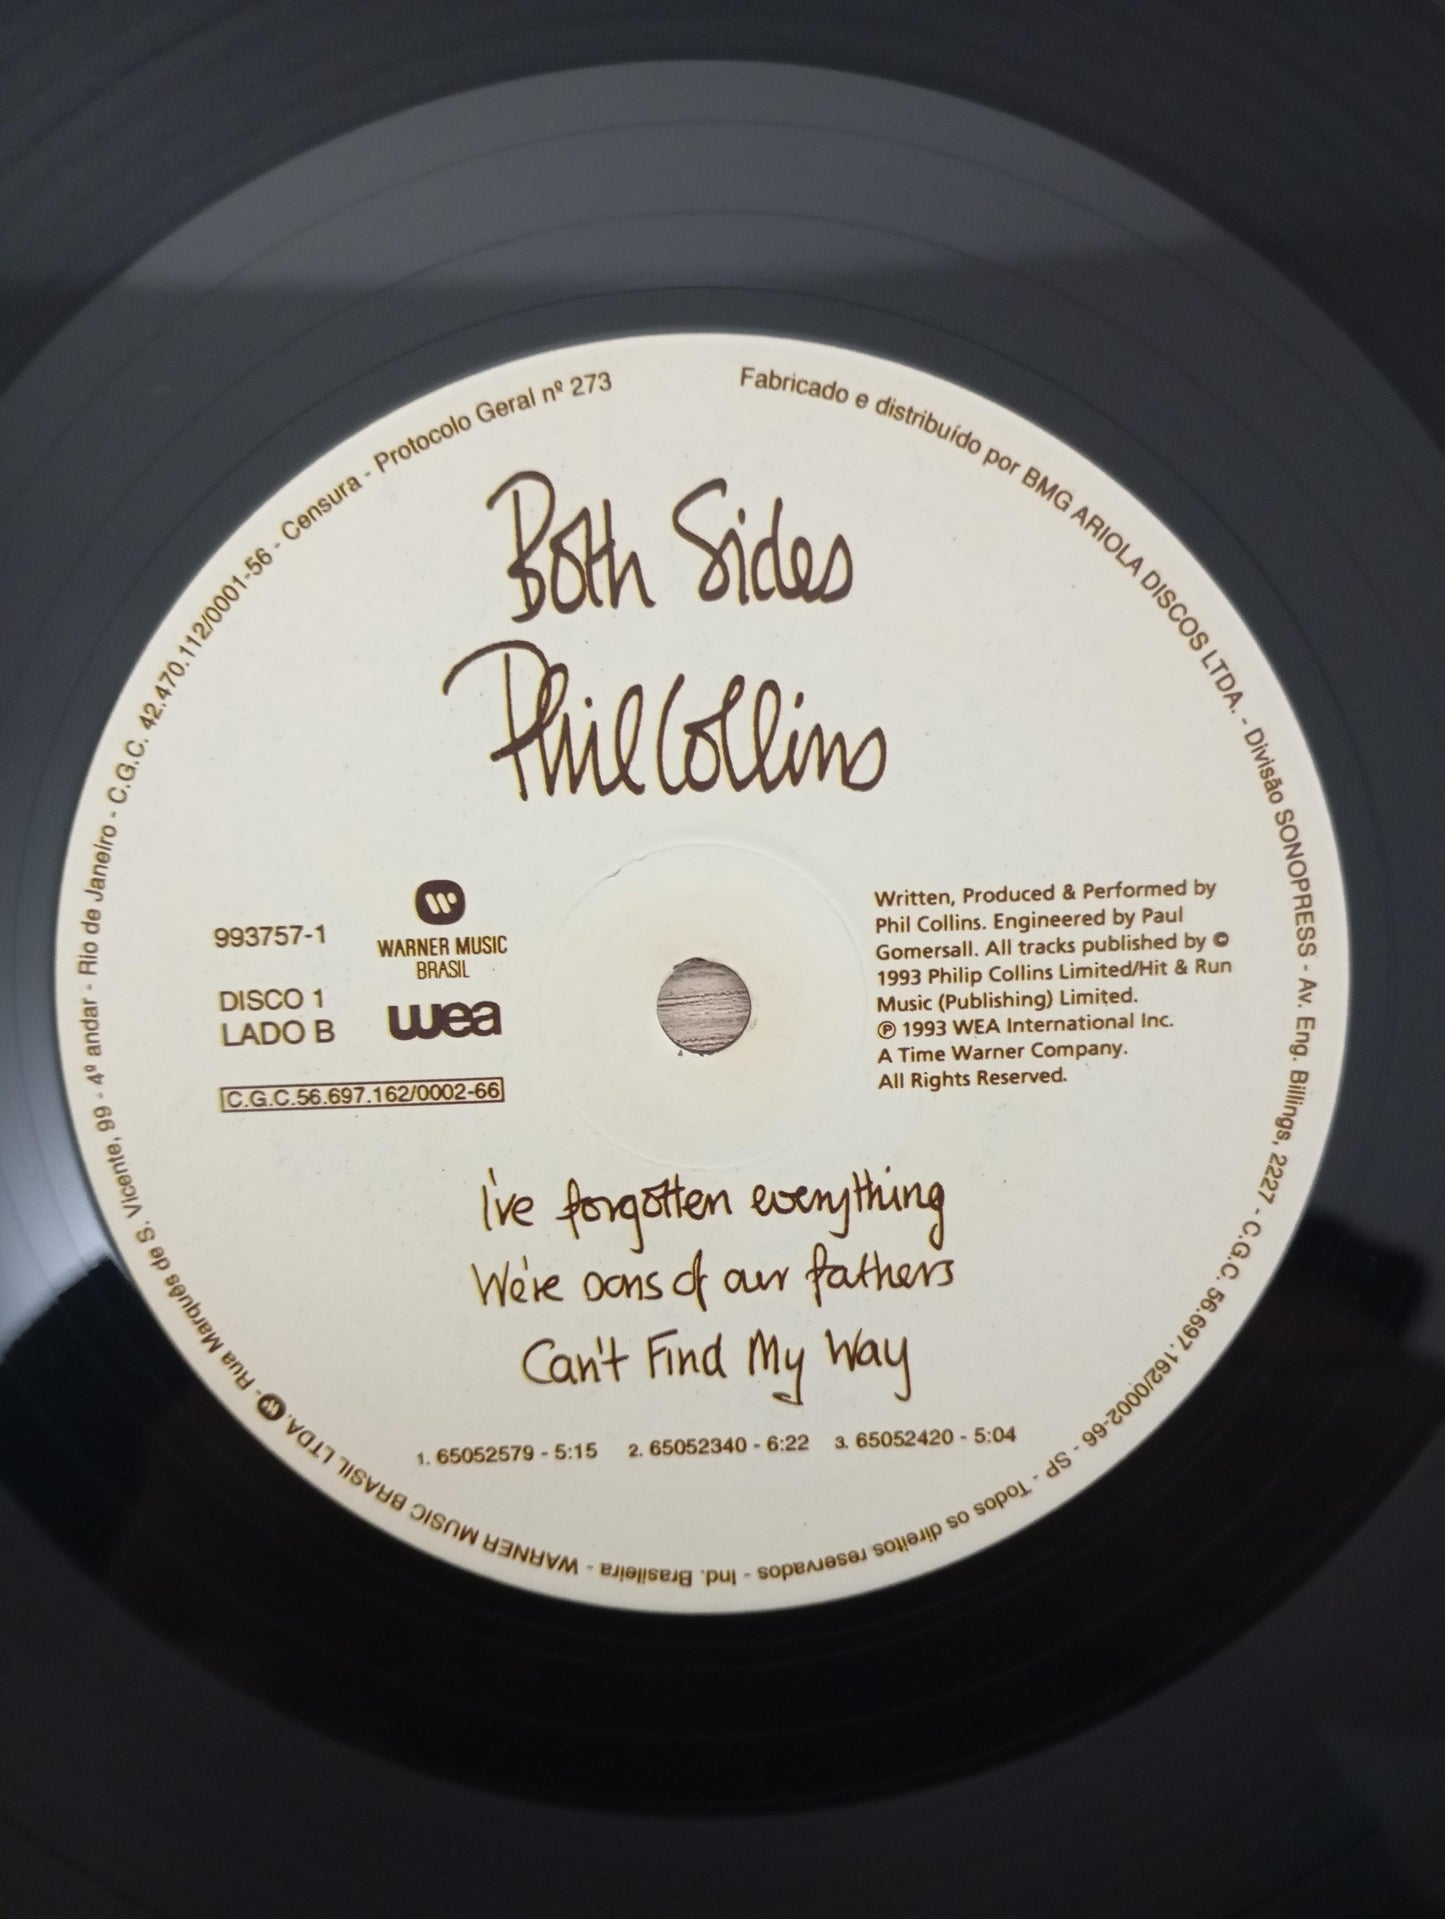 Both Sides
Phil Collins
993757-1
DISCO 1
LADO B
WARNER MUSIC
BRASIL
wea
C.G.C.56.697.162/0002-66
Written, Produced & Performed by
Phil Collins. Engineered by Paul
Gomersall. All tracks published by ©
1993 Philip Collins Limited/Hit & Run
Music (Publishing) Limited.
℗ 1993 WEA International Inc.
A Time Warner Company.
All Rights Reserved.
I've forgotten everything
We're sons of our fathers
Can't Find My Way
1. 65052579 - 5:15 2. 65052340 - 6:22 3. 65052420 - 5:04
Fabricado e distribuído por BMG ARIOLA DISCOS LTDA. - Divisão SONOPRESS - Av. Eng. Billings, 2227 - C.G.C. 56.697.162/0002-66 - SP - Todos os direitos reservados - Ind. Brasileira - WARNER MUSIC BRASIL LTDA. - Rua Marquês de S. Vicente, 99 - 4º andar - Rio de Janeiro - C.G.C. 42.470.112/0001-56 - Censura - Protocolo Geral nº 273